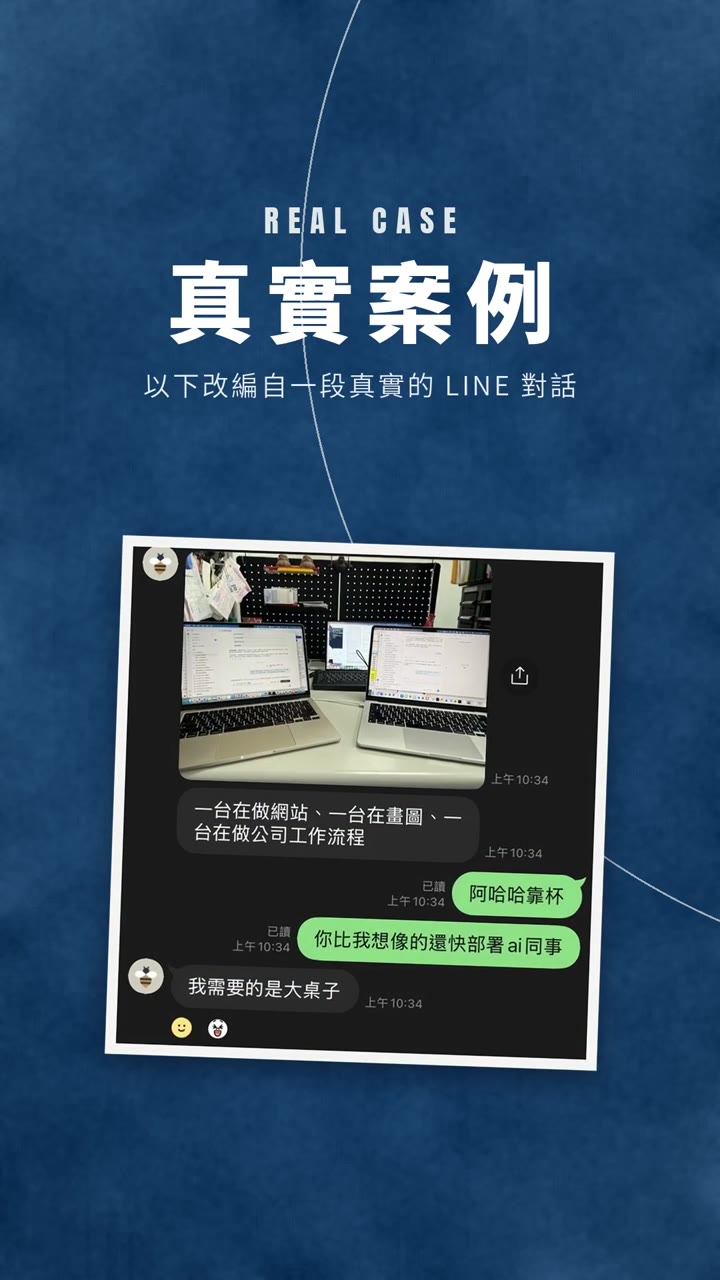 REAL CASE
真實案例
以下改編自一段真實的 LINE 對話
上午10:34
一台在做網站、一台在畫圖、一
台在做公司工作流程
上午10:34
已讀
上午10:34
阿哈哈靠杯
已讀
上午10:34
你比我想像的還快部署ai同事
我需要的是大桌子
上午10:34